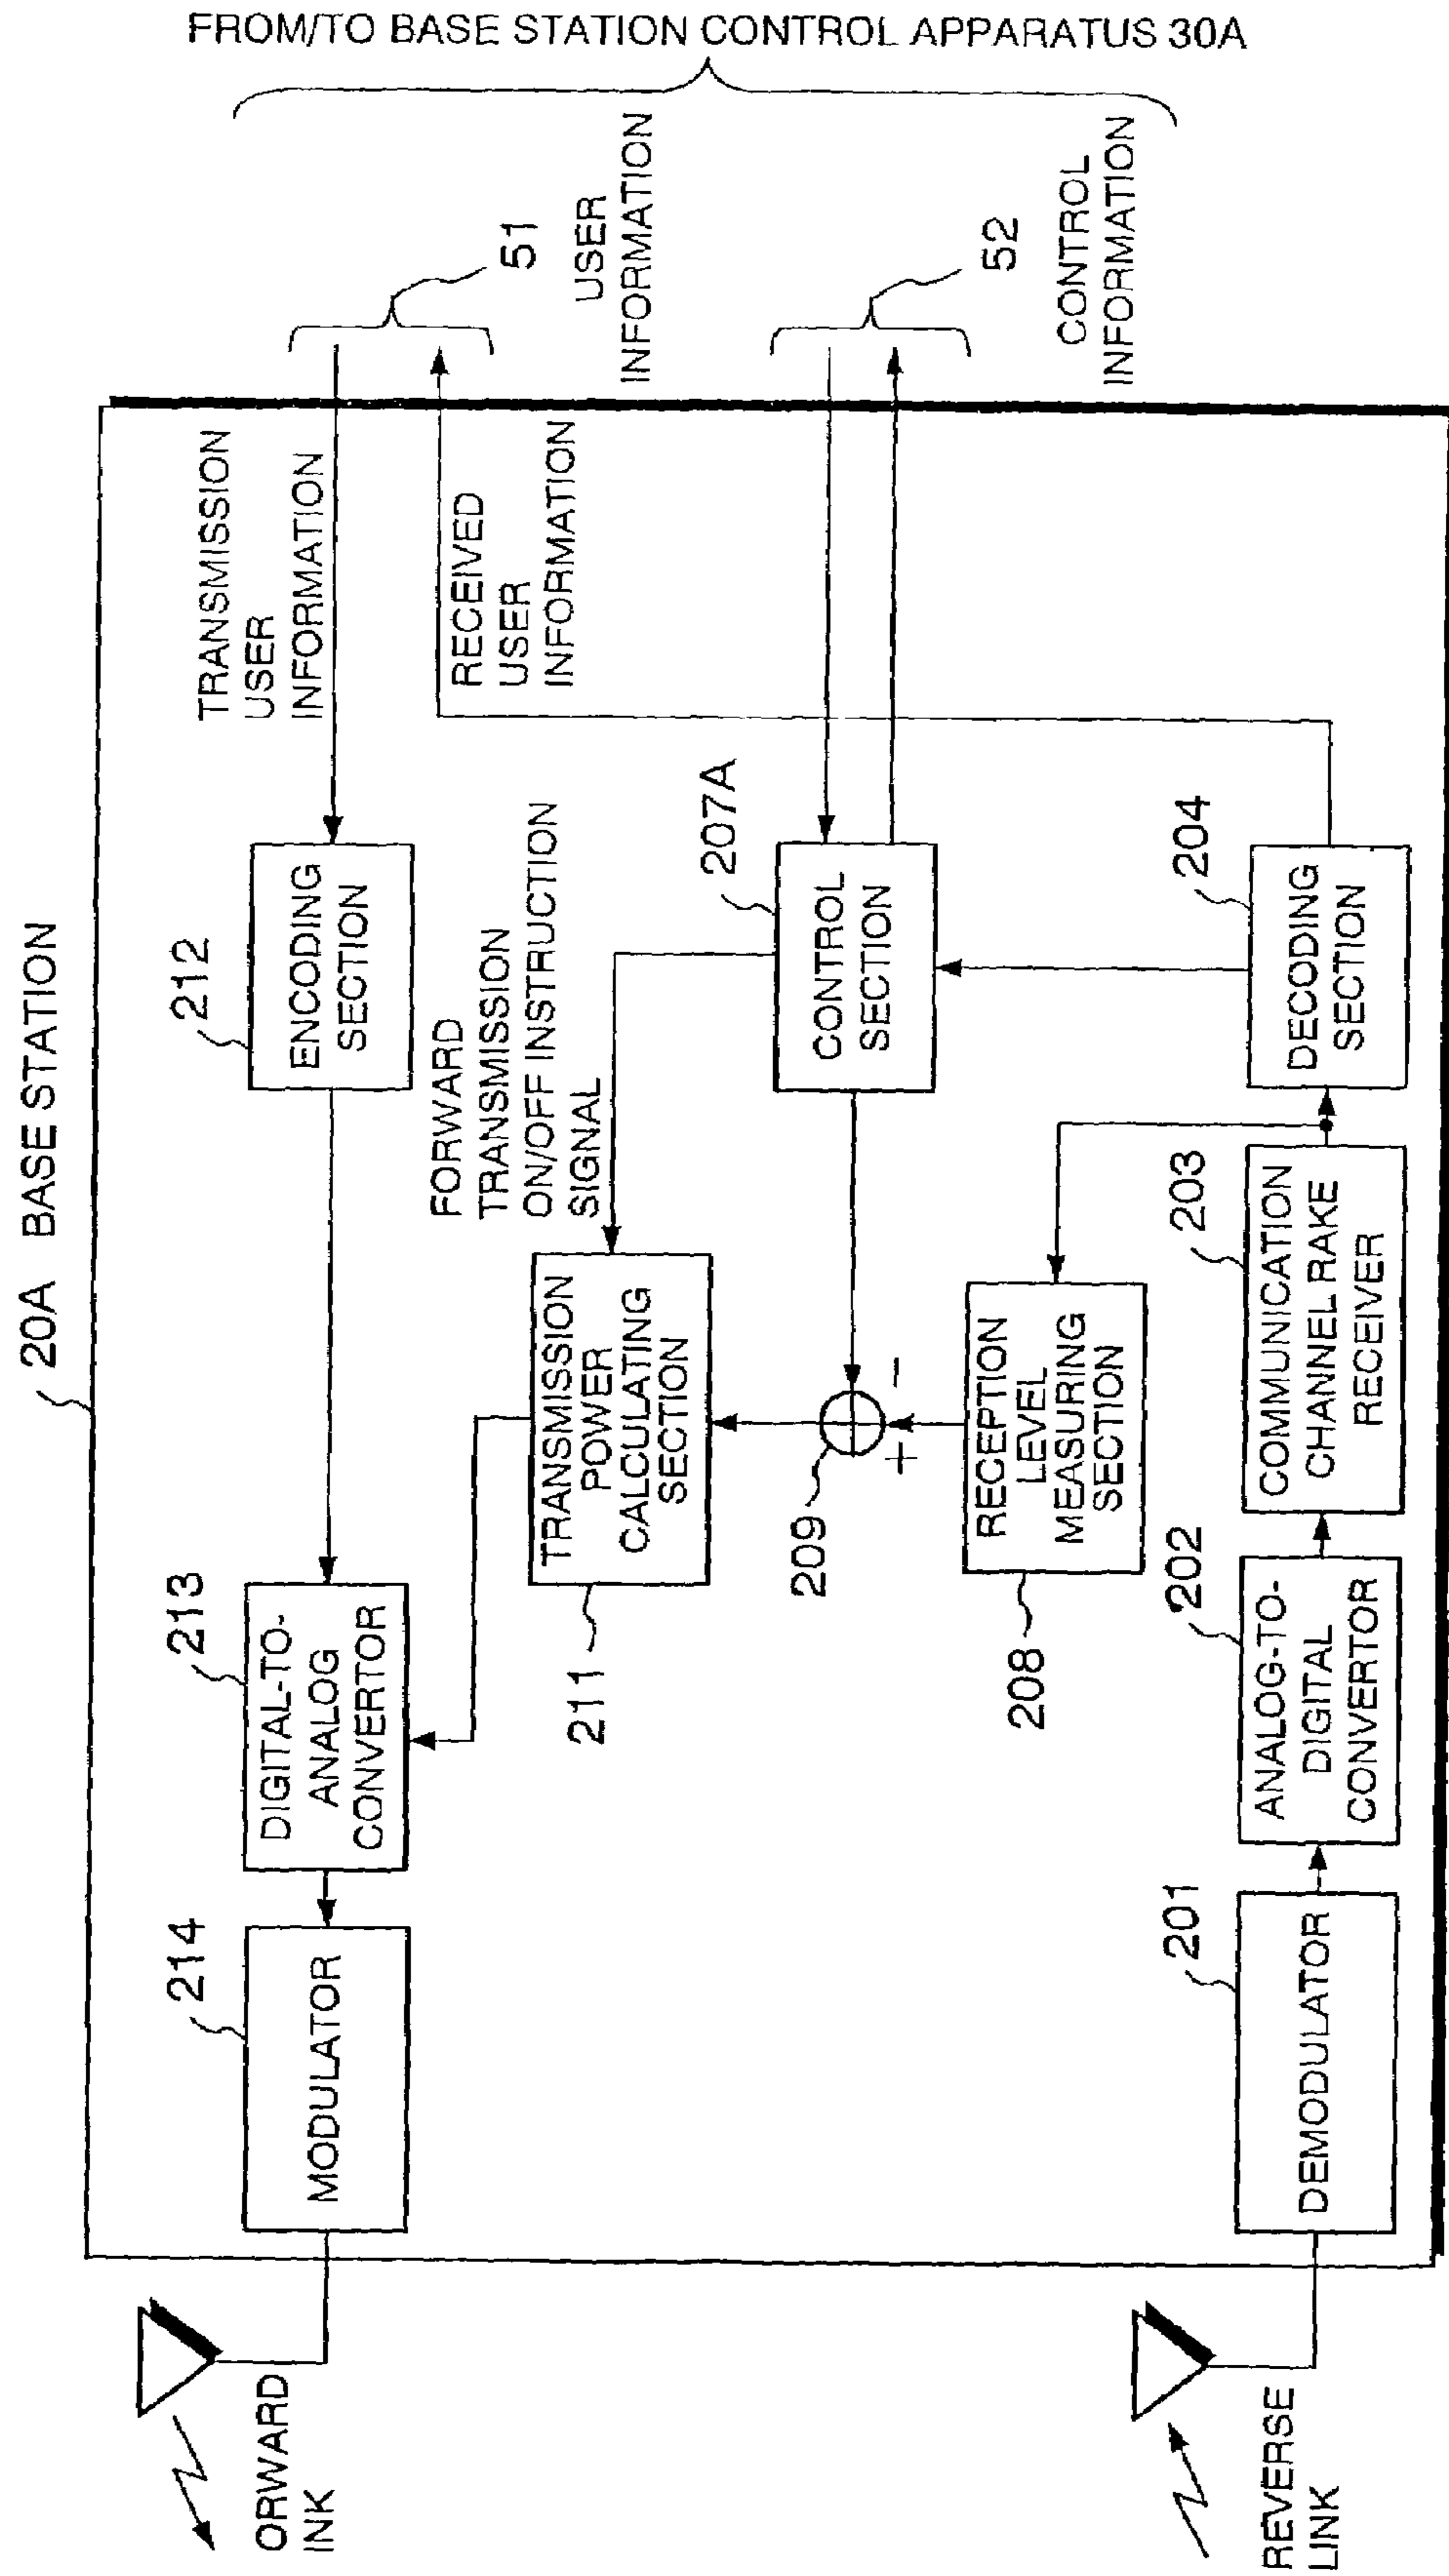 20A BASE STATION
FROM/TO BASE STATION CONTROL APPARATUS 30A
ORWARD
INK
214
MODULATOR
213
DIGITAL-TO-
ANALOG
CONVERTOR
212
ENCODING
SECTION
TRANSMISSION
USER
INFORMATION
51
USER
INFORMATION
RECEIVED
USER
INFORMATION
FORWARD
TRANSMISSION
ON/OFF INSTRUCTION
SIGNAL
211
TRANSMISSION
POWER
CALCULATING
SECTION
209
+
-
207A
CONTROL
SECTION
52
CONTROL
INFORMATION
208
RECEPTION
LEVEL
MEASURING
SECTION
REVERSE
LINK
201
DEMODULATOR
202
ANALOG-TO-
DIGITAL
CONVERTOR
203
COMMUNICATION
CHANNEL RAKE
RECEIVER
204
DECODING
SECTION